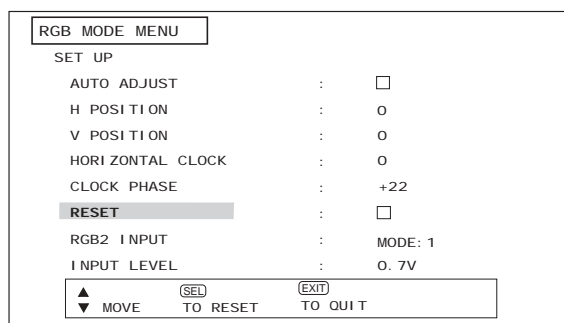 RGB MODE MENU
SET UP
AUTO ADJUST : □
H POSITION : 0
V POSITION : 0
HORIZONTAL CLOCK : 0
CLOCK PHASE : +22
RESET : □
RGB2 INPUT : MODE: 1
INPUT LEVEL : 0. 7V
▲ SEL EXIT
▼ MOVE TO RESET TO QUIT